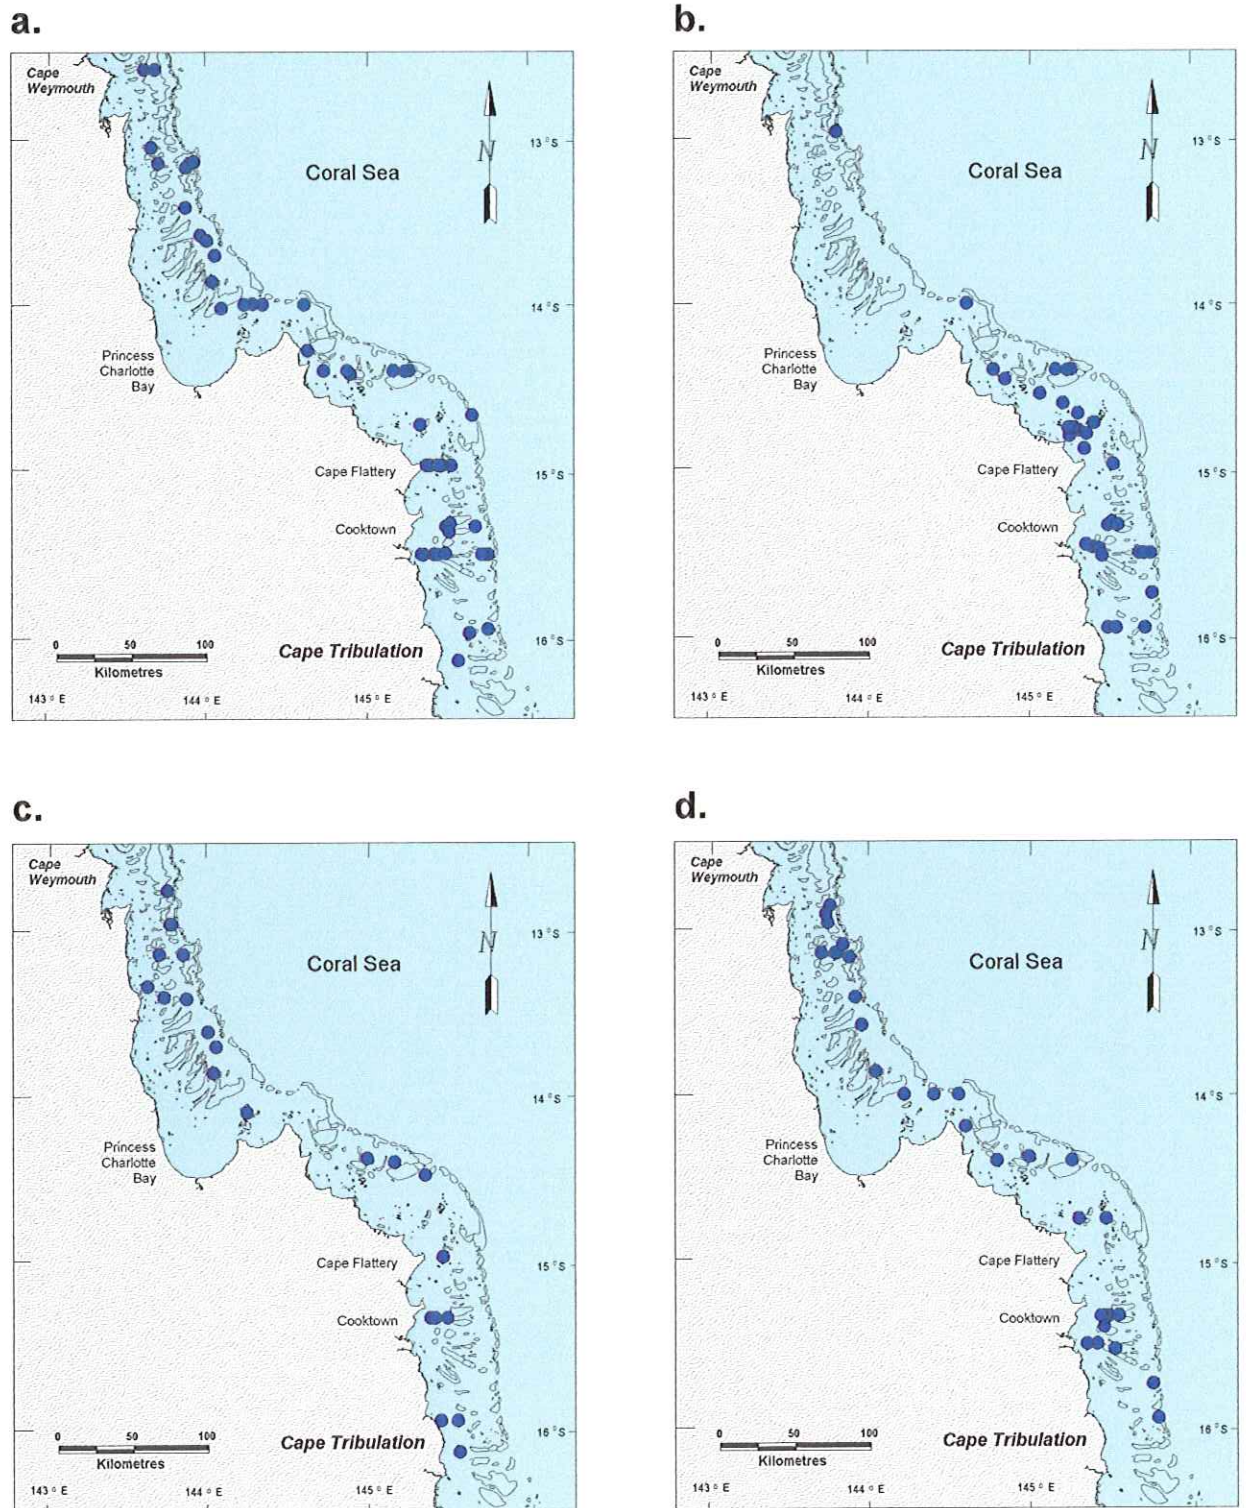 a.
Cape
Weymouth
N
Coral Sea
13 °S
14 °S
Princess
Charlotte
Bay
Cape Flattery
15 °S
Cooktown
0 50 100
Kilometres
Cape Tribulation
16 °S
143 ° E 144 ° E 145 ° E
b.
Cape
Weymouth
N
Coral Sea
13 °S
14 °S
Princess
Charlotte
Bay
Cape Flattery
15 °S
Cooktown
0 50 100
Kilometres
Cape Tribulation
16 °S
143 ° E 144 ° E 145 ° E
c.
Cape
Weymouth
N
Coral Sea
13 °S
14 °S
Princess
Charlotte
Bay
Cape Flattery
15 °S
Cooktown
0 50 100
Kilometres
Cape Tribulation
16 °S
143 ° E 144 ° E 145 ° E
d.
Cape
Weymouth
N
Coral Sea
13 °S
14 °S
Princess
Charlotte
Bay
Cape Flattery
15 °S
Cooktown
0 50 100
Kilometres
Cape Tribulation
16 °S
143 ° E 144 ° E 145 ° E